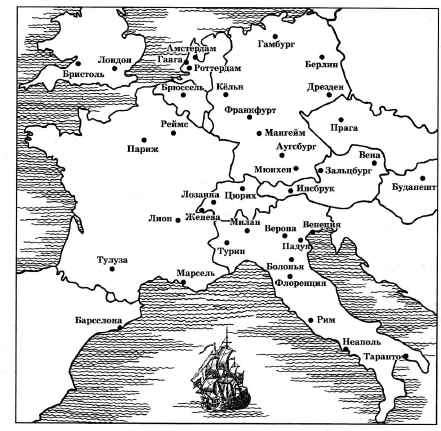 Гамбург
Амстердам
Гаага
Роттердам
Лондон
Бристоль
Берлин
Брюссель
Кёльн
Дрезден
Франкфурт
Реймс
Париж
Мангейм
Прага
Аугсбург
Мюнхен
Зальцбург
Вена
Будапешт
Инсбрук
Лозанна
Цюрих
Женева
Лион
Милан
Верона
Венеция
Падуя
Турин
Болонья
Флоренция
Тулуза
Марсель
Барселона
Рим
Неаполь
Таранто